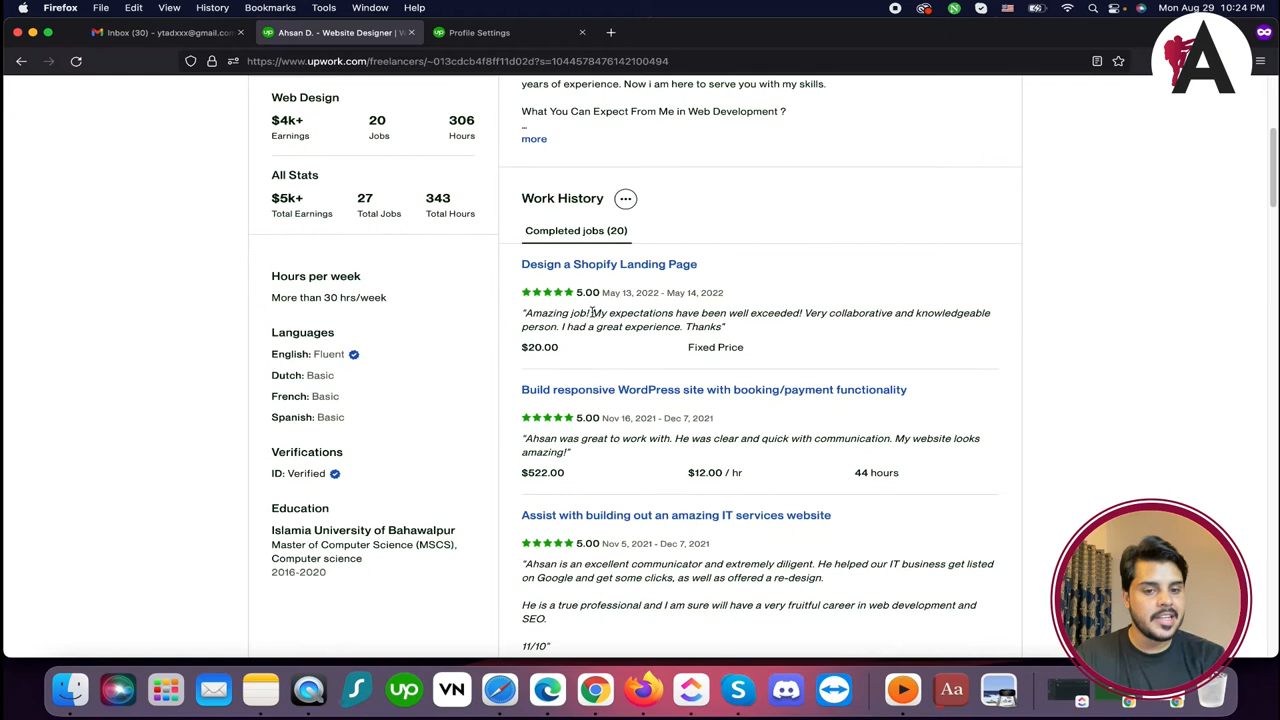 Firefox File Edit View History Bookmarks Tools Window Help Mon Aug 29 10:24 PM
Inbox (30) - ytadxxx@gmail.con
Ahsan D. - Website Designer | W
Profile Settings
https://www.upwork.com/freelancers/~013cdcb4f8ff11d02d?s=1044578476142100494
A
years of experience. Now i am here to serve you with my skills.
What You Can Expect From Me in Web Development ?
...
more
Web Design
$4k+ 20 306
Earnings Jobs Hours
All Stats
$5k+ 27 343
Total Earnings Total Jobs Total Hours
Hours per week
More than 30 hrs/week
Languages
English: Fluent
Dutch: Basic
French: Basic
Spanish: Basic
Verifications
ID: Verified
Education
Islamia University of Bahawalpur
Master of Computer Science (MSCS),
Computer science
2016-2020
Work History
Completed jobs (20)
Design a Shopify Landing Page
5.00 May 13, 2022 - May 14, 2022
"Amazing job! My expectations have been well exceeded! Very collaborative and knowledgeable
person. I had a great experience. Thanks"
$20.00 Fixed Price
Build responsive WordPress site with booking/payment functionality
5.00 Nov 16, 2021 - Dec 7, 2021
"Ahsan was great to work with. He was clear and quick with communication. My website looks
amazing!"
$522.00 $12.00 / hr 44 hours
Assist with building out an amazing IT services website
5.00 Nov 5, 2021 - Dec 7, 2021
"Ahsan is an excellent communicator and extremely diligent. He helped our IT business get listed
on Google and get some clicks, as well as offered a re-design.
He is a true professional and I am sure will have a very fruitful career in web development and
SEO.
11/10"
up VN Aa